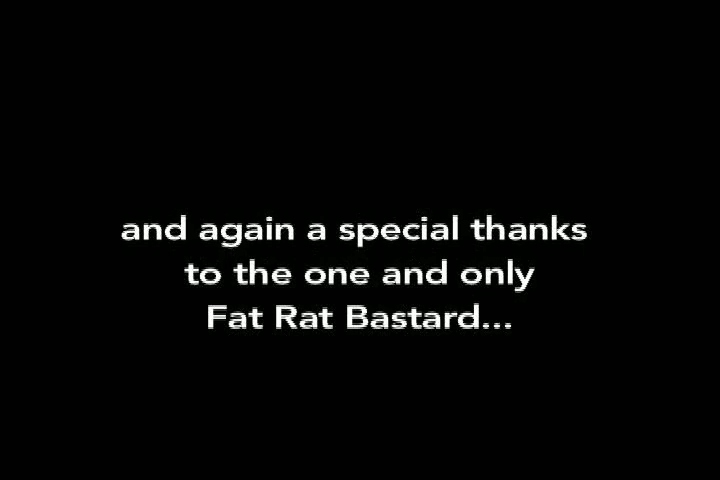 and again a special thanks
to the one and only
Fat Rat Bastard...